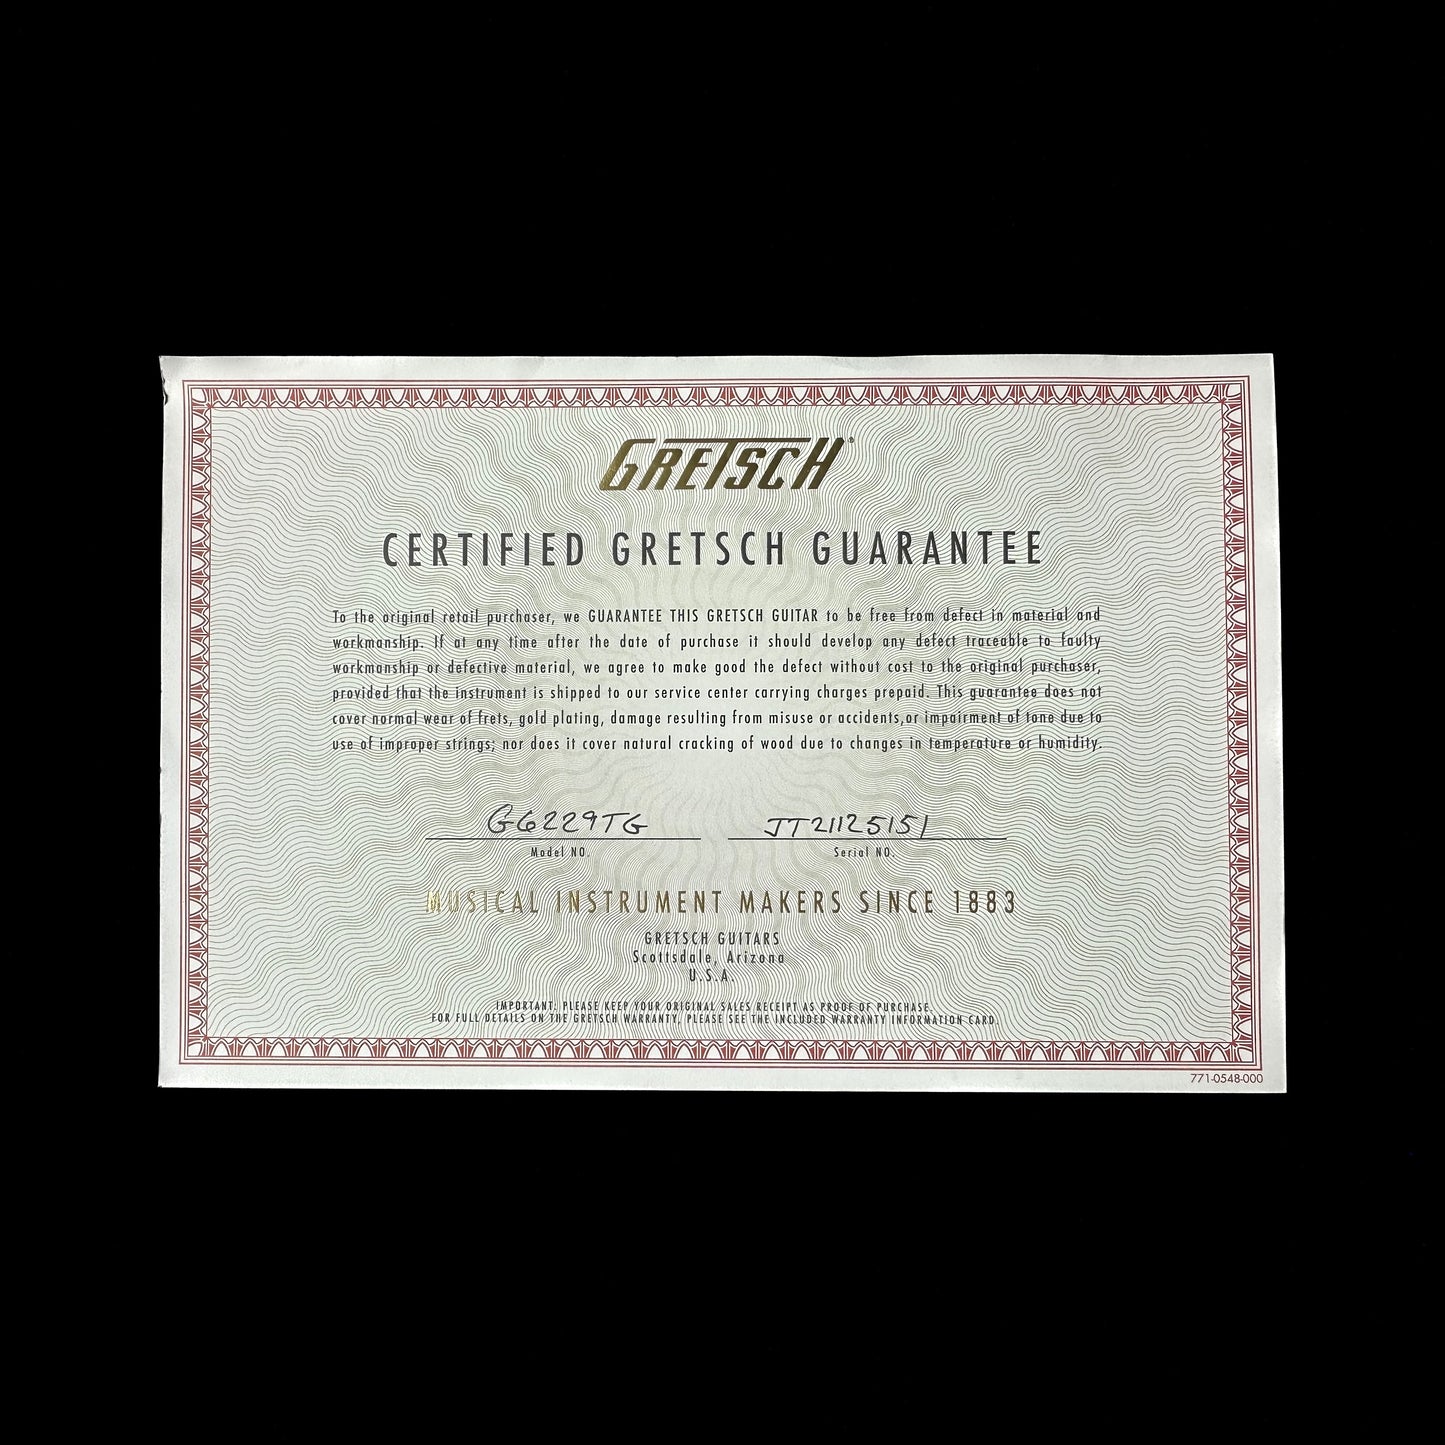 GRETSCH®
CERTIFIED GRETSCH GUARANTEE
To the original retail purchaser, we GUARANTEE THIS GRETSCH GUITAR to be free from defect in material and
workmanship. If at any time after the date of purchase it should develop any defect traceable to faulty
workmanship or defective material, we agree to make good the defect without cost to the original purchaser,
provided that the instrument is shipped to our service center carrying charges prepaid. This guarantee does not
cover normal wear of frets, gold plating, damage resulting from misuse or accidents,or impairment of tone due to
use of improper strings; nor does it cover natural cracking of wood due to changes in temperature or humidity.
G6229TG JT21125151
Model NO. Serial NO.
MUSICAL INSTRUMENT MAKERS SINCE 1883
GRETSCH GUITARS
Scottsdale, Arizona
U.S.A.
IMPORTANT: PLEASE KEEP YOUR ORIGINAL SALES RECEIPT AS PROOF OF PURCHASE.
FOR FULL DETAILS ON THE GRETSCH WARRANTY, PLEASE SEE THE INCLUDED WARRANTY INFORMATION CARD.
771-0548-000